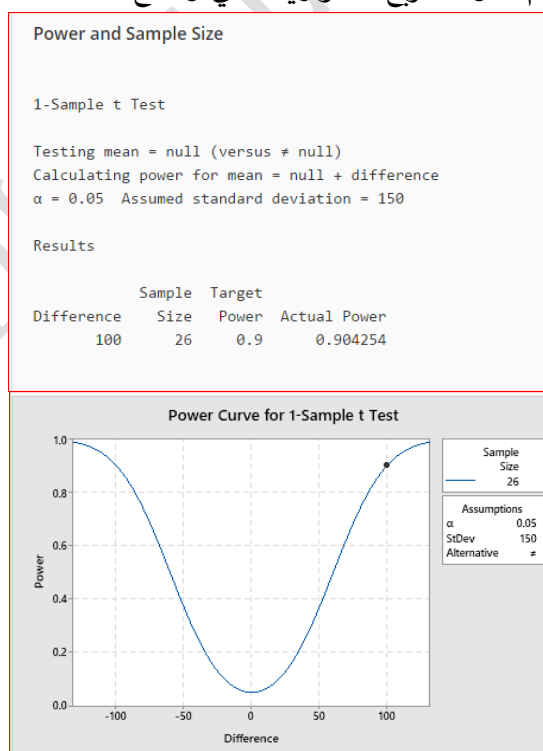 Power and Sample Size
1-Sample t Test
Testing mean = null (versus ≠ null)
Calculating power for mean = null + difference
α = 0.05  Assumed standard deviation = 150
Results
Sample Target
Difference Size Power Actual Power
100 26 0.9 0.904254
Power Curve for 1-Sample t Test
1.0
0.8
0.6
0.4
0.2
0.0
Power
-100 -50 0 50 100
Difference
Sample
Size
26
Assumptions
α 0.05
StDev 150
Alternative ≠